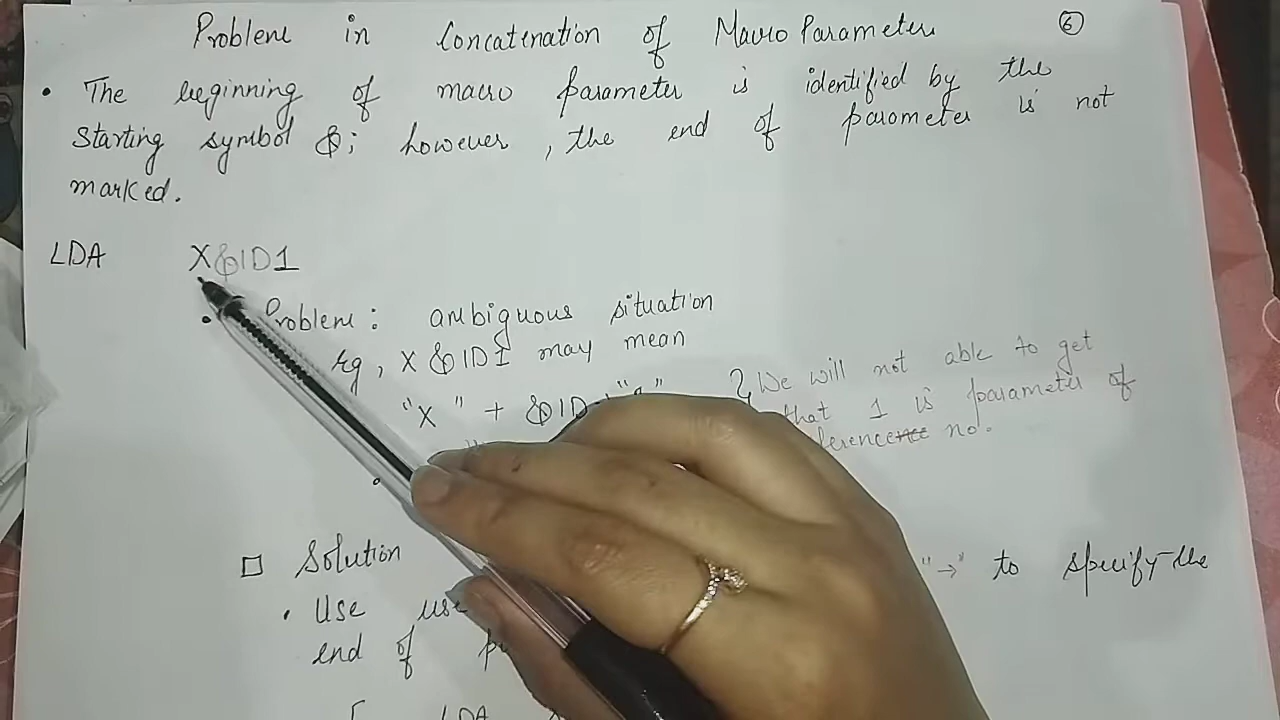 Problem in Concatenation of Macro Parameter 6
• The beginning of macro parameter is identified by the
starting symbol &; however, the end of parameter is not
marked.
LDA X&ID1
• Problem: ambiguous situation
eg, X&ID1 may mean
"X" + &ID + "1" } We will not able to get
that 1 is parameter of
no.
□ Solution "→" to specify the
• Use
end of
[ LDA X